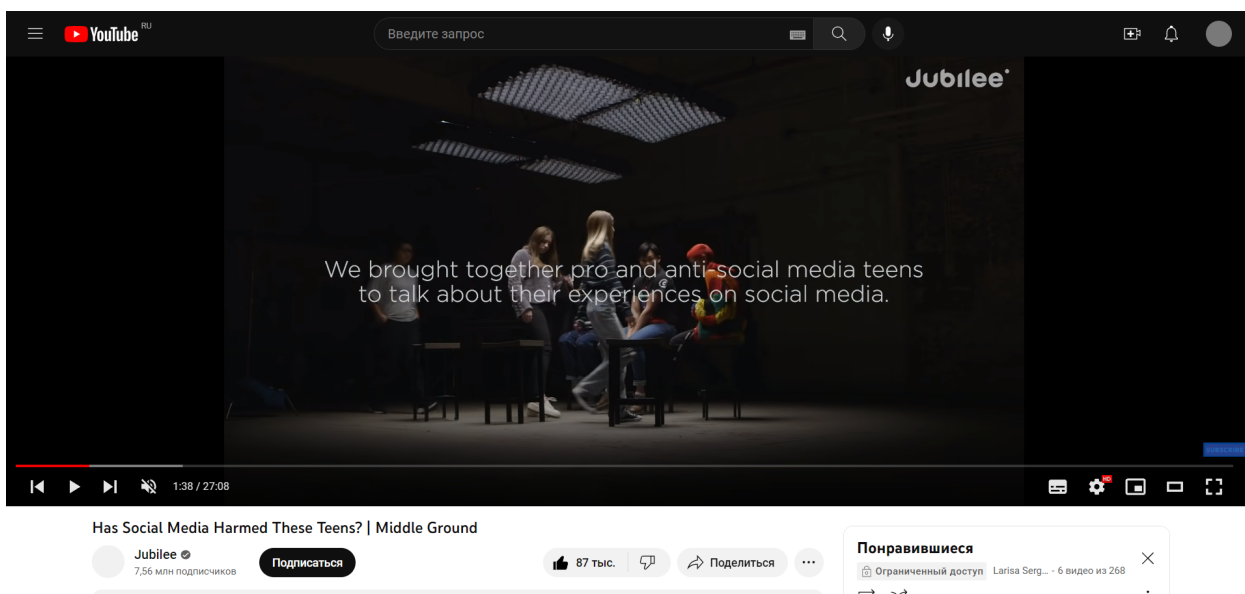 YouTube RU
Введите запрос
Jubilee
We brought together pro and anti-social media teens
to talk about their experiences on social media.
SUBSCRIBE
HD
1:38 / 27:08
Has Social Media Harmed These Teens? | Middle Ground
Jubilee
7,56 млн подписчиков
Подписаться
87 тыс.
Поделиться
Понравившиеся
Ограниченный доступ Larisa Serg... - 6 видео из 268